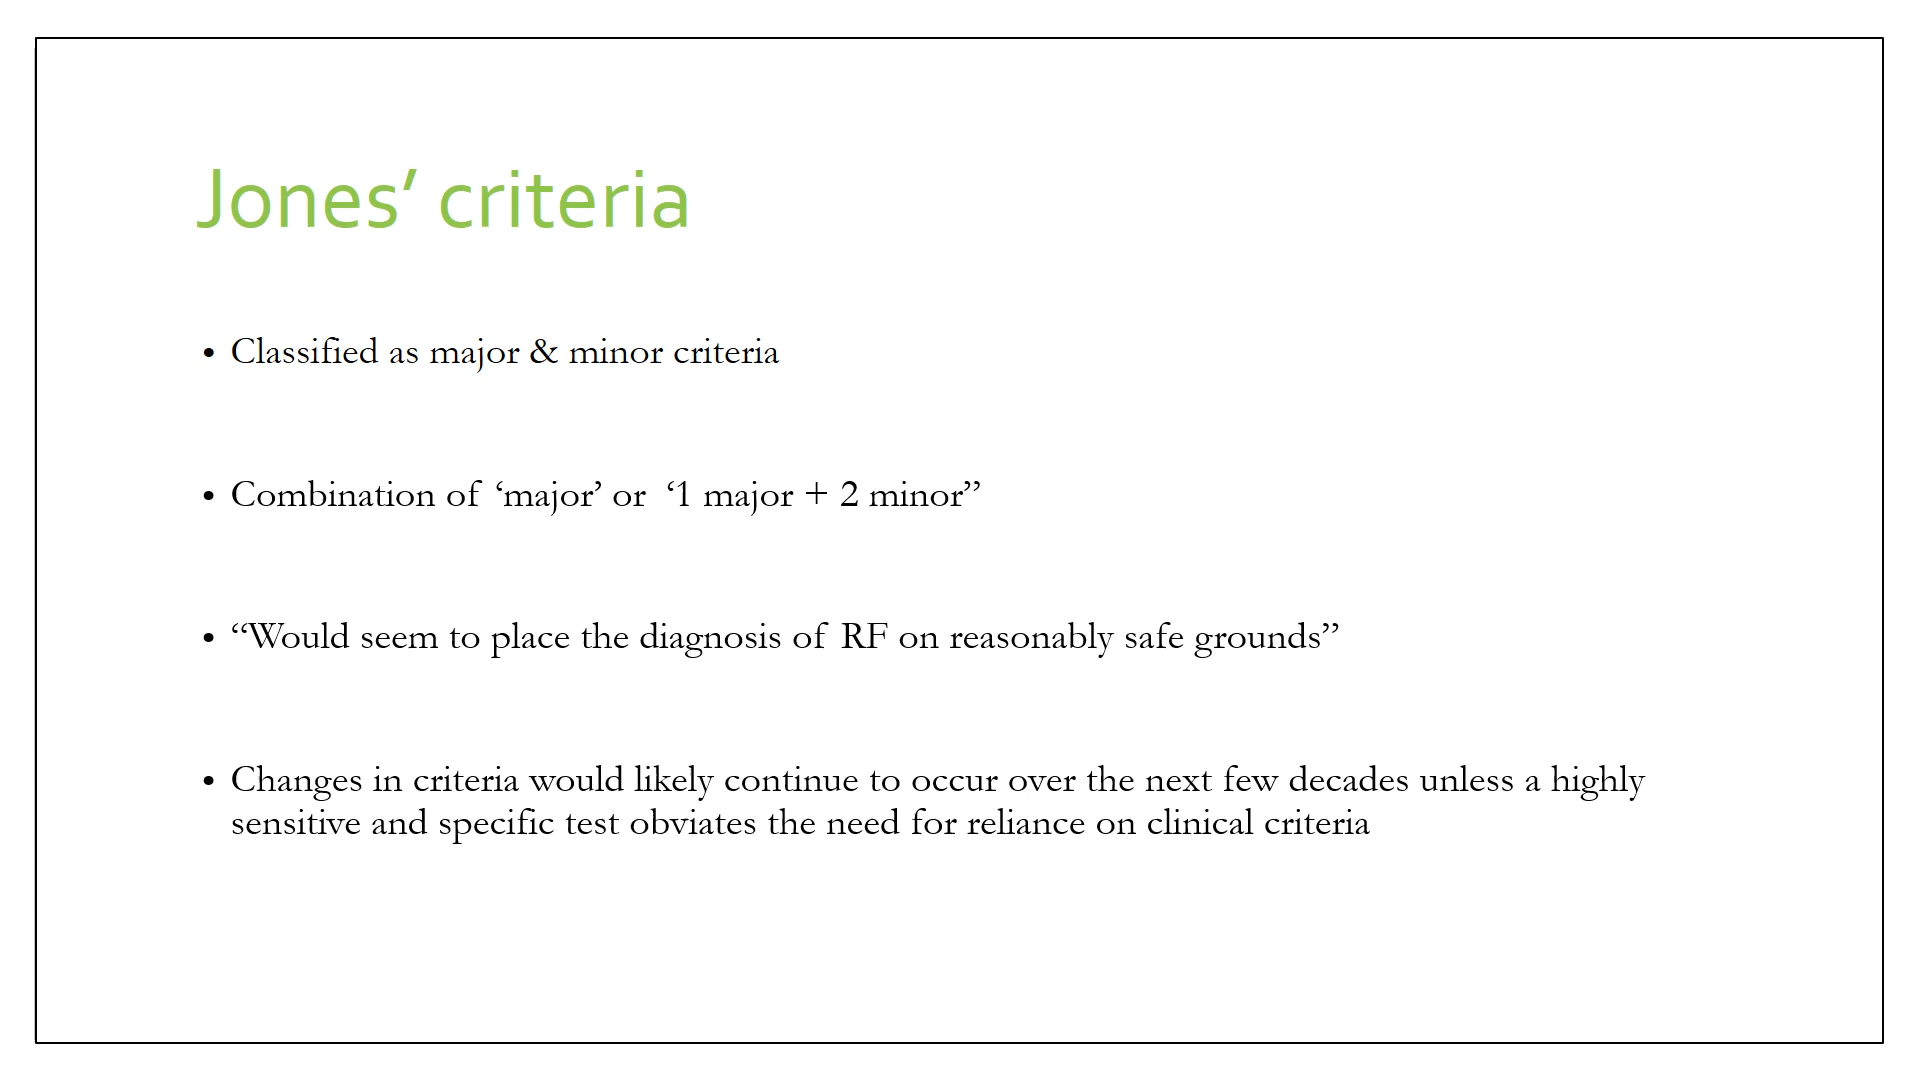 Jones’ criteria
• Classified as major & minor criteria
• Combination of ‘major’ or ‘1 major + 2 minor”
• “Would seem to place the diagnosis of RF on reasonably safe grounds”
• Changes in criteria would likely continue to occur over the next few decades unless a highly
sensitive and specific test obviates the need for reliance on clinical criteria